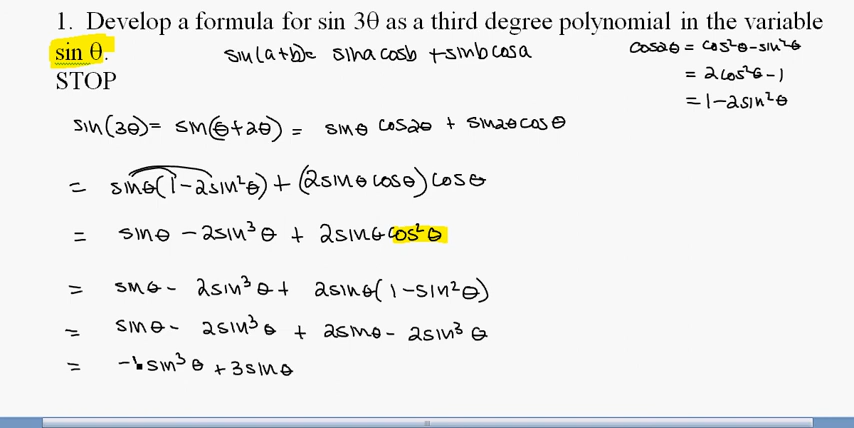 1. Develop a formula for sin 3θ as a third degree polynomial in the variable
sin θ.
STOP
sin(a+b)= sina cosb + sinb cosa
cos2θ = cos²θ - sin²θ
= 2cos²θ - 1
= 1 - 2sin²θ
sin(3θ) = sin(θ+2θ) = sinθ cos2θ + sin2θ cosθ
= sinθ(1 - 2sin²θ) + (2sinθ cosθ) cosθ
= sinθ - 2sin³θ + 2sinθ cos²θ
= sinθ - 2sin³θ + 2sinθ(1 - sin²θ)
= sinθ - 2sin³θ + 2sinθ - 2sin³θ
= -4sin³θ + 3sinθ